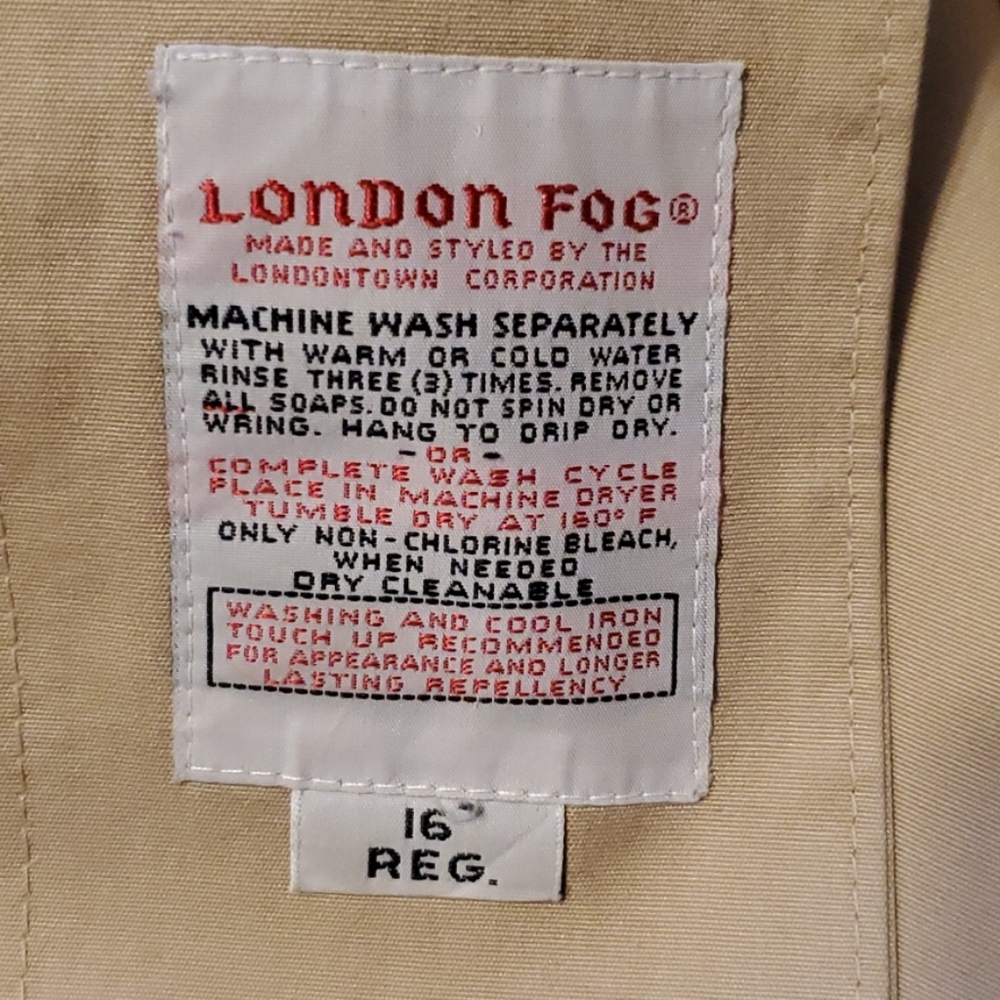 LONDON FOG®
MADE AND STYLED BY THE
LONDONTOWN CORPORATION
MACHINE WASH SEPARATELY
WITH WARM OR COLD WATER
RINSE THREE (3) TIMES. REMOVE
ALL SOAPS. DO NOT SPIN DRY OR
WRING. HANG TO DRIP DRY.
- OR -
COMPLETE WASH CYCLE
PLACE IN MACHINE DRYER
TUMBLE DRY AT 160° F
ONLY NON-CHLORINE BLEACH,
WHEN NEEDED
DRY CLEANABLE
WASHING AND COOL IRON
TOUCH UP RECOMMENDED
FOR APPEARANCE AND LONGER
LASTING REPELLENCY
16
REG.